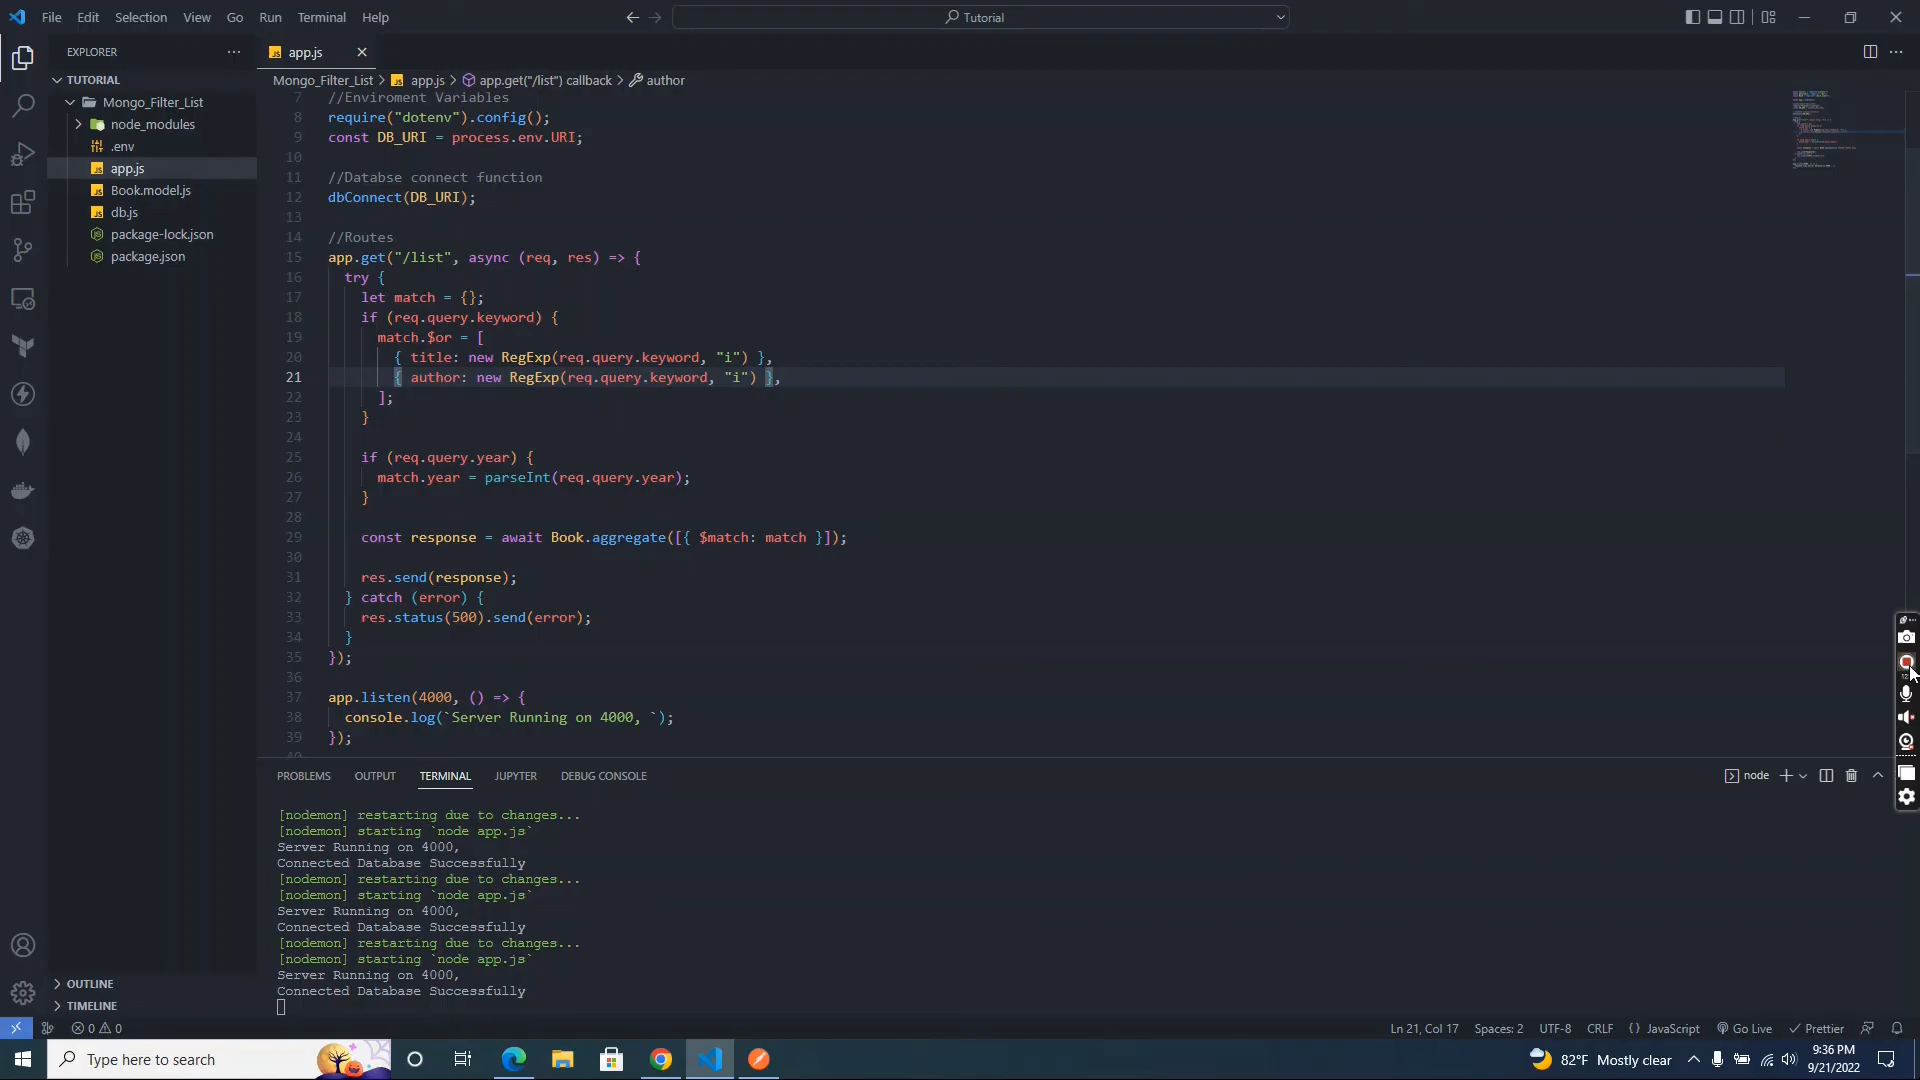 File Edit Selection View Go Run Terminal Help
Tutorial
EXPLORER
app.js
TUTORIAL
Mongo_Filter_List
node_modules
.env
app.js
Book.model.js
db.js
package-lock.json
package.json
OUTLINE
TIMELINE
Mongo_Filter_List > app.js > app.get("/list") callback > author
7 //Enviroment Variables
8 require("dotenv").config();
9 const DB_URI = process.env.URI;
10
11 //Databse connect function
12 dbConnect(DB_URI);
13
14 //Routes
15 app.get("/list", async (req, res) => {
16 try {
17 let match = {};
18 if (req.query.keyword) {
19 match.$or = [
20 { title: new RegExp(req.query.keyword, "i") },
21 { author: new RegExp(req.query.keyword, "i") },
22 ];
23 }
24
25 if (req.query.year) {
26 match.year = parseInt(req.query.year);
27 }
28
29 const response = await Book.aggregate([{ $match: match }]);
30
31 res.send(response);
32 } catch (error) {
33 res.status(500).send(error);
34 }
35 });
36
37 app.listen(4000, () => {
38 console.log(`Server Running on 4000, `);
39 });
PROBLEMS OUTPUT TERMINAL JUPYTER DEBUG CONSOLE
node
[nodemon] restarting due to changes...
[nodemon] starting `node app.js`
Server Running on 4000,
Connected Database Successfully
[nodemon] restarting due to changes...
[nodemon] starting `node app.js`
Server Running on 4000,
Connected Database Successfully
[nodemon] restarting due to changes...
[nodemon] starting `node app.js`
Server Running on 4000,
Connected Database Successfully
0 0
Ln 21, Col 17 Spaces: 2 UTF-8 CRLF {} JavaScript Go Live Prettier
Type here to search
82°F Mostly clear
9:36 PM
9/21/2022